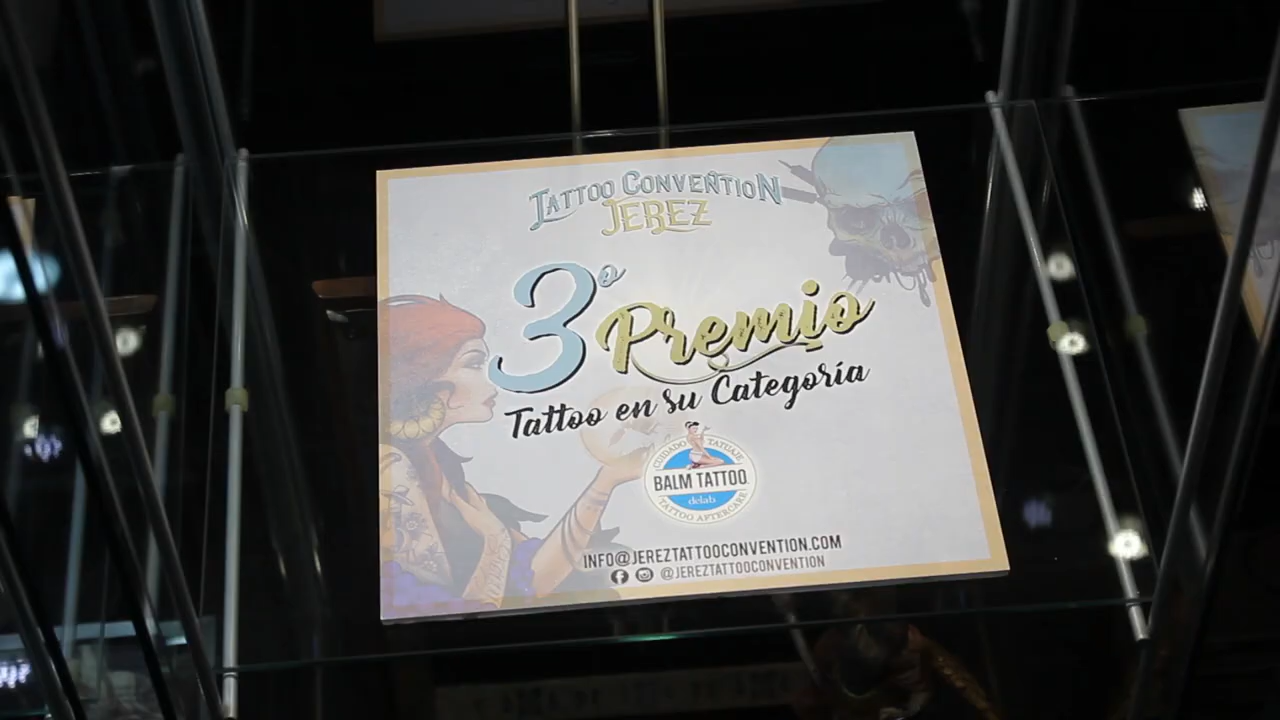 TATTOO CONVENTION
JEREZ
3º Premio
Tattoo en su Categoría
CUIDADO TATUAJE
BALM TATTOO
delab
TATTOO AFTERCARE
INFO@JEREZTATTOOCONVENTION.COM
@JEREZTATTOOCONVENTION